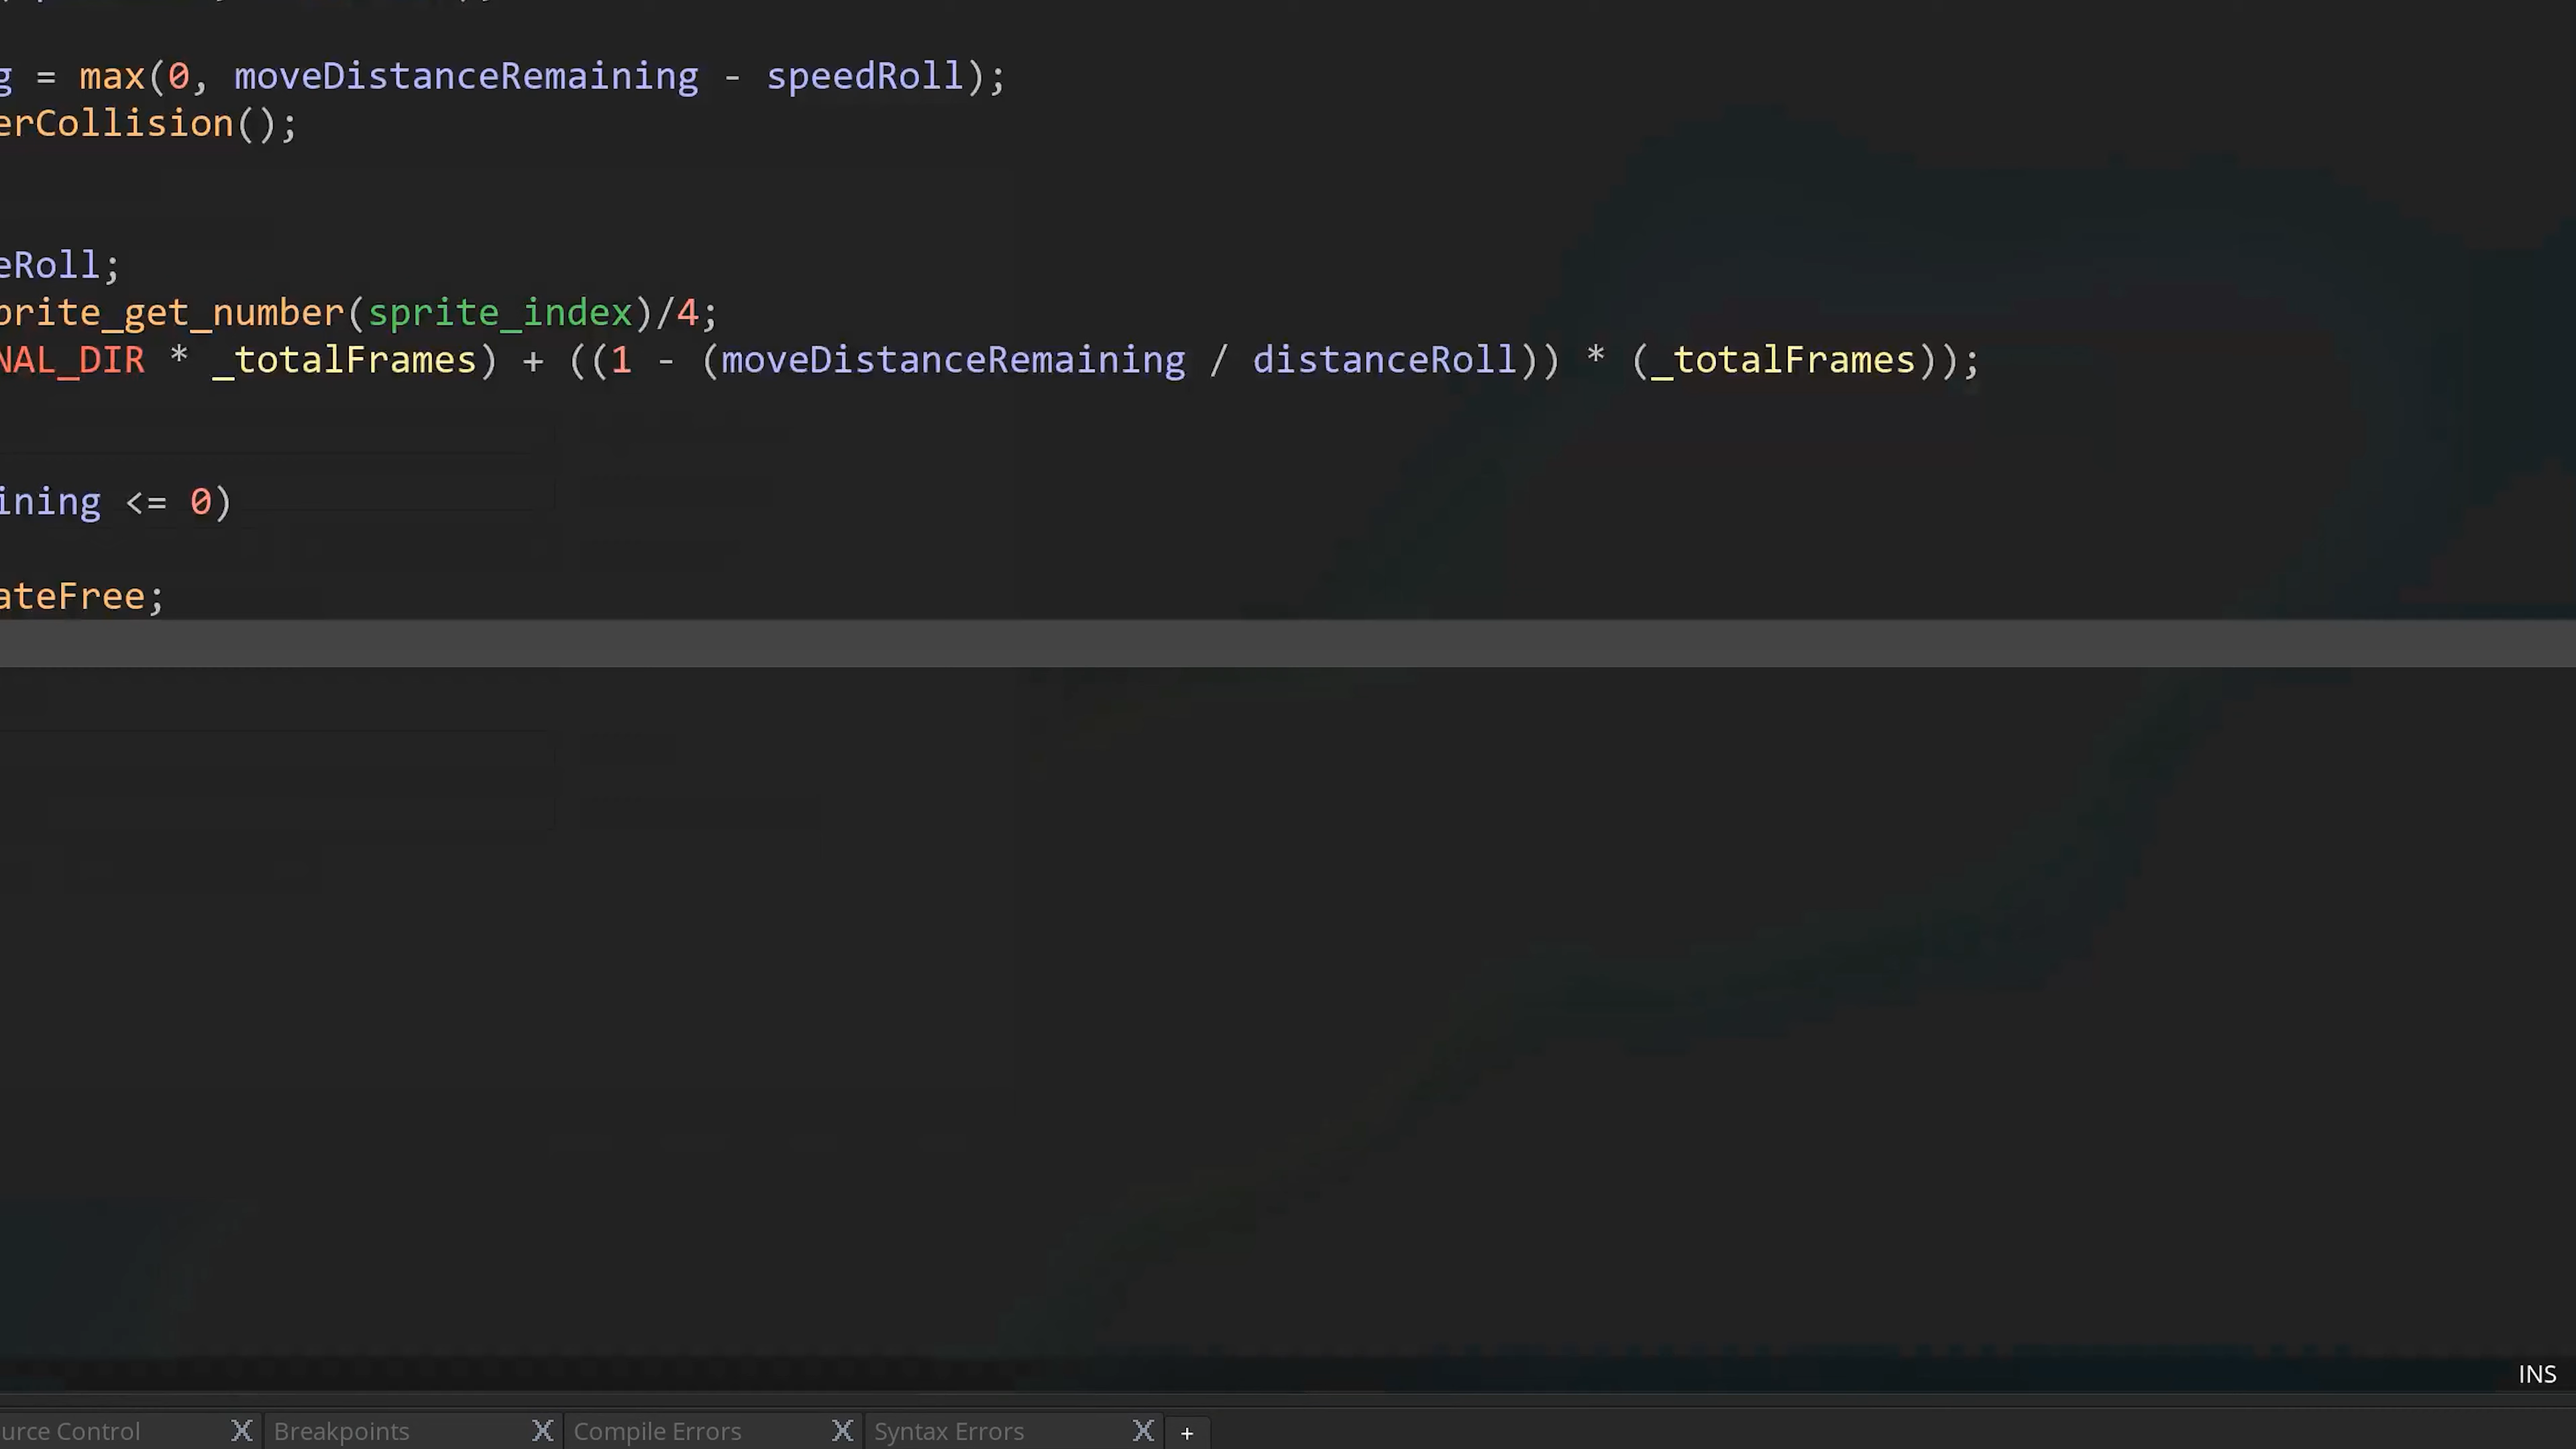 g = max(0, moveDistanceRemaining - speedRoll);
erCollision();
eRoll;
prite_get_number(sprite_index)/4;
NAL_DIR * _totalFrames) + ((1 - (moveDistanceRemaining / distanceRoll)) * (_totalFrames));
ining <= 0)
ateFree;
INS
urce Control X Breakpoints X Compile Errors X Syntax Errors X +